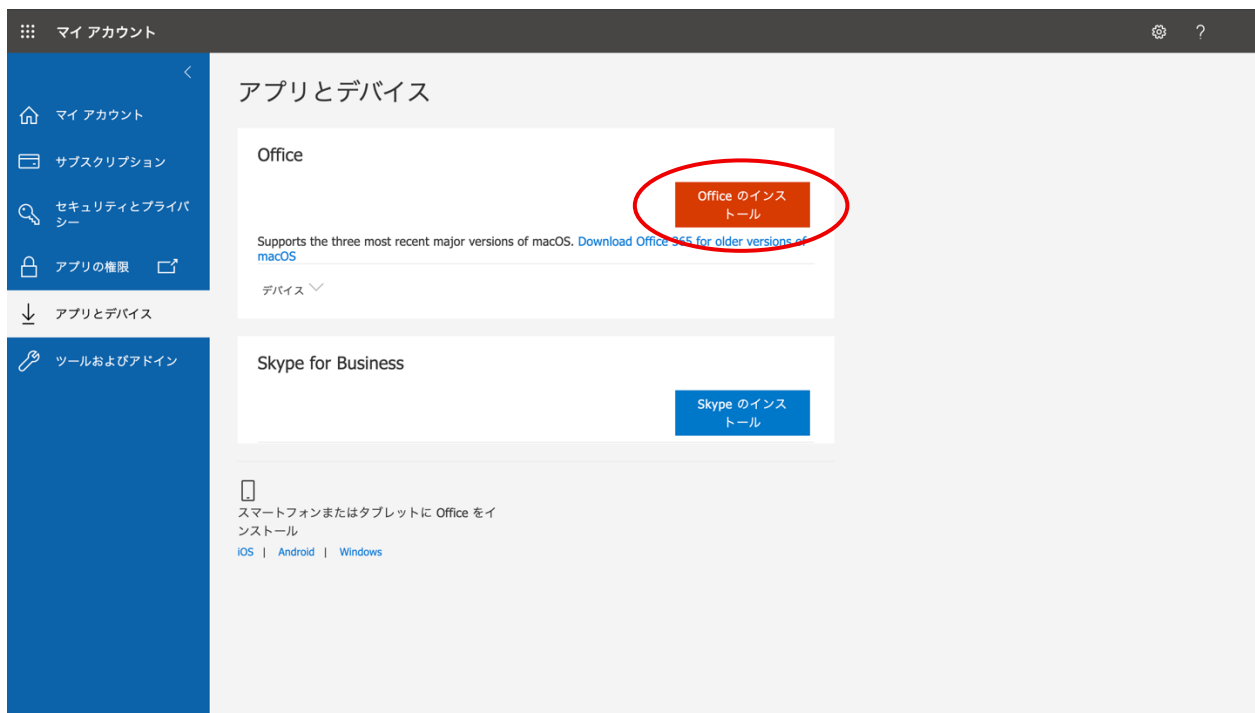 マイ アカウント
?
アプリとデバイス
マイ アカウント
サブスクリプション
セキュリティとプライバ
シー
アプリの権限
アプリとデバイス
ツールおよびアドイン
Office
Office のインス
トール
Supports the three most recent major versions of macOS. Download Office 365 for older versions of
macOS
デバイス
Skype for Business
Skype のインス
トール
スマートフォンまたはタブレットに Office をイ
ンストール
iOS | Android | Windows